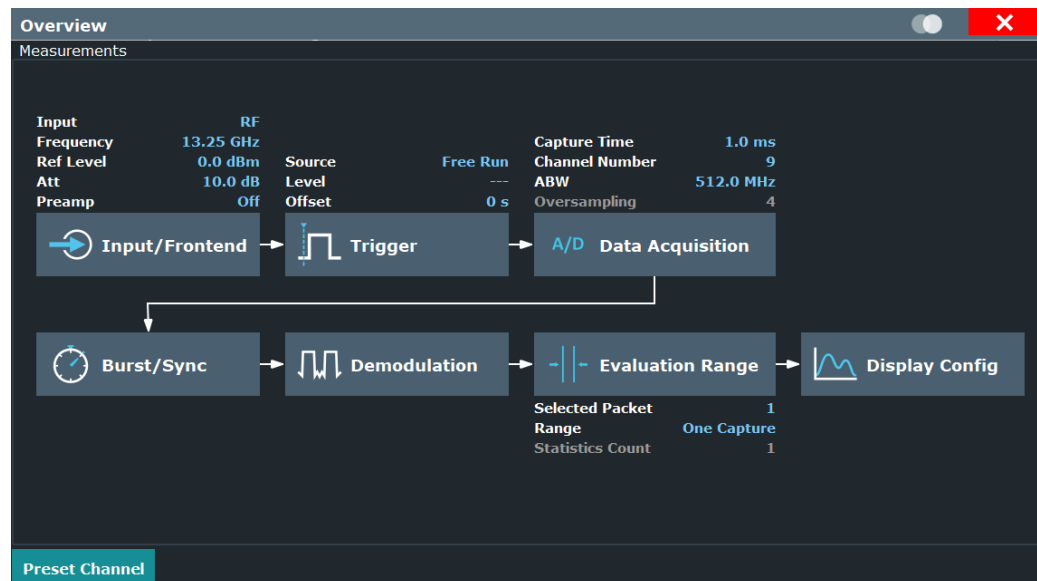 Overview
Measurements
Input RF
Frequency 13.25 GHz
Ref Level 0.0 dBm
Att 10.0 dB
Preamp Off
Source Free Run
Level ---
Offset 0 s
Capture Time 1.0 ms
Channel Number 9
ABW 512.0 MHz
Oversampling 4
Input/Frontend
Trigger
A/D Data Acquisition
Burst/Sync
Demodulation
Evaluation Range
Display Config
Selected Packet 1
Range One Capture
Statistics Count 1
Preset Channel